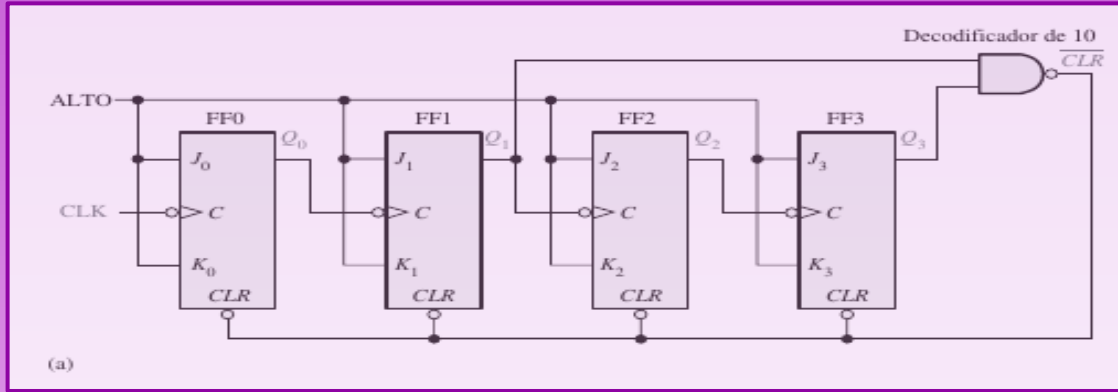 Decodificador de 10
CLR
ALTO
FF0 FF1 FF2 FF3
Q0 Q1 Q2 Q3
J0 J1 J2 J3
CLK C C C C
K0 K1 K2 K3
CLR CLR CLR CLR
(a)